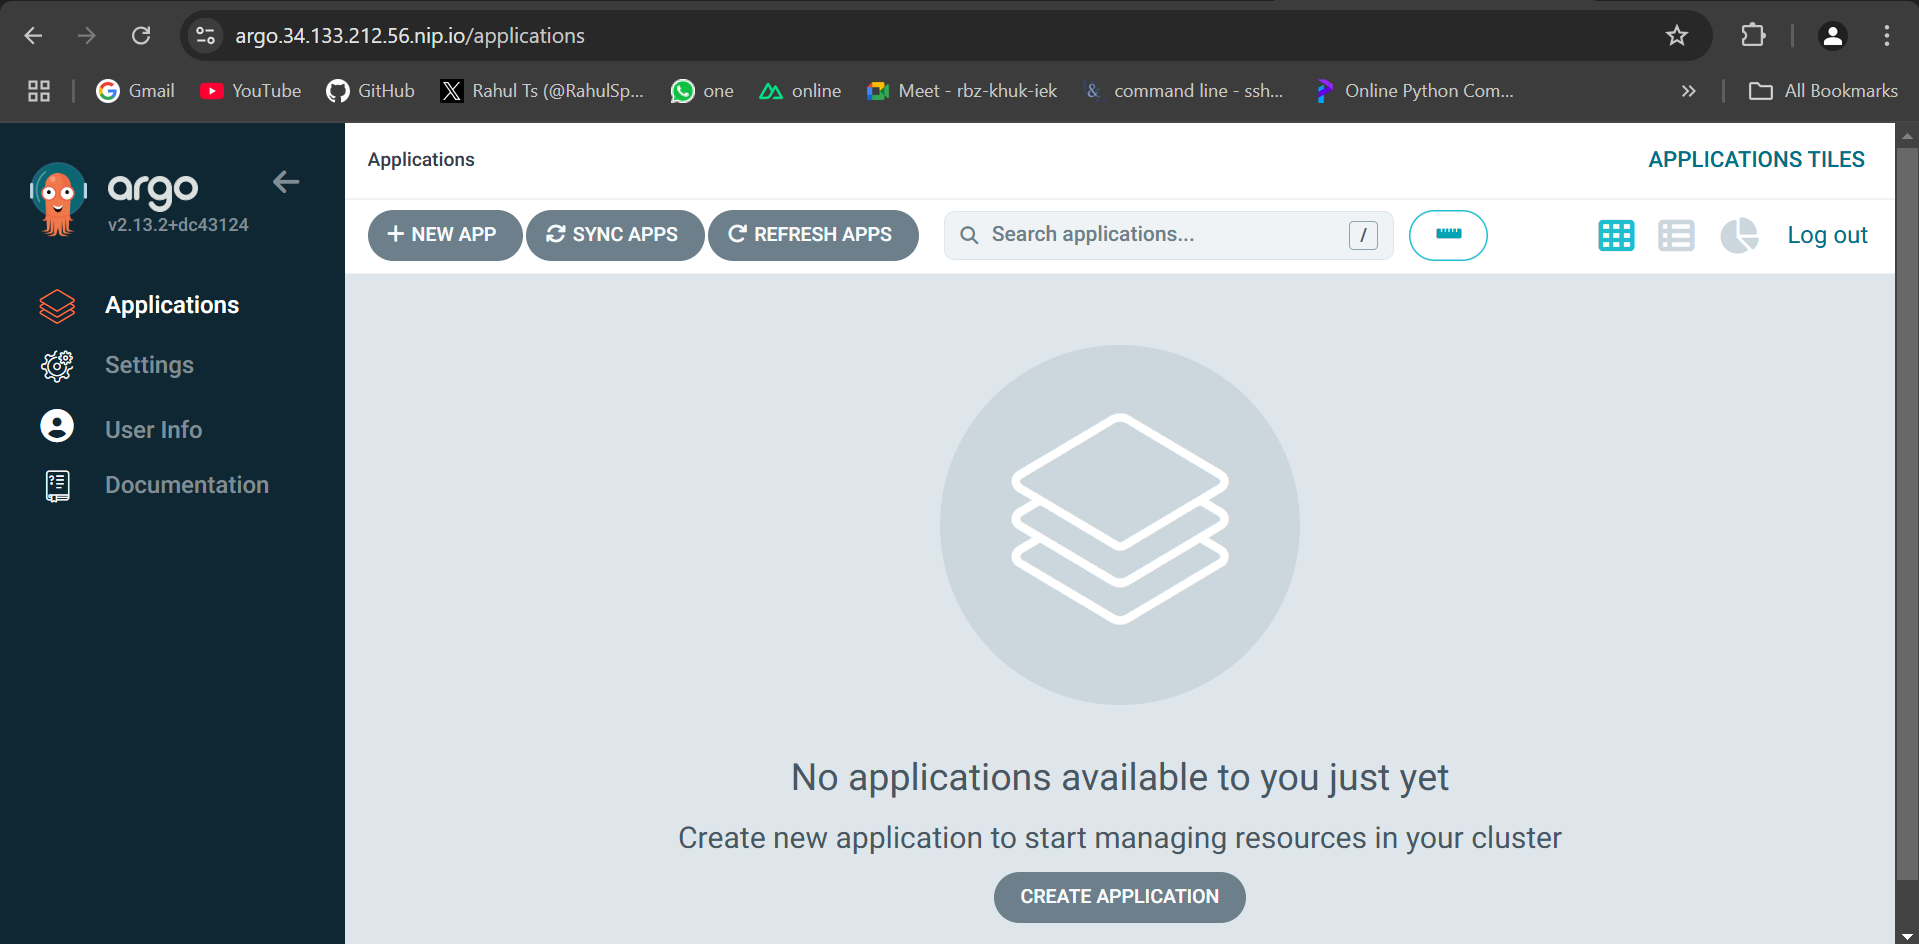 argo.34.133.212.56.nip.io/applications
Gmail YouTube GitHub Rahul Ts (@RahulSp... one online Meet - rbz-khuk-iek command line - ssh... Online Python Com... » All Bookmarks
argo
v2.13.2+dc43124
Applications
Settings
User Info
Documentation
Applications APPLICATIONS TILES
+ NEW APP SYNC APPS REFRESH APPS Search applications... / Log out
No applications available to you just yet
Create new application to start managing resources in your cluster
CREATE APPLICATION